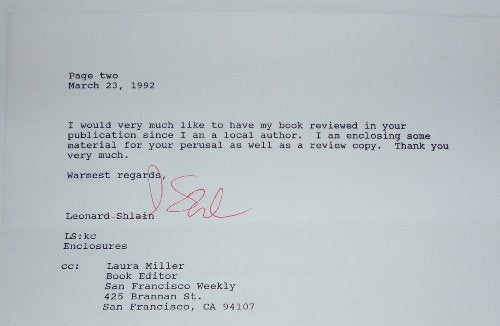 Page two
March 23, 1992
I would very much like to have my book reviewed in your
publication since I am a local author. I am enclosing some
material for your perusal as well as a review copy. Thank you
very much.
Warmest regards,
Leonard Shlain
LS:kc
Enclosures
cc: Laura Miller
Book Editor
San Francisco Weekly
425 Brannan St.
San Francisco, CA 94107